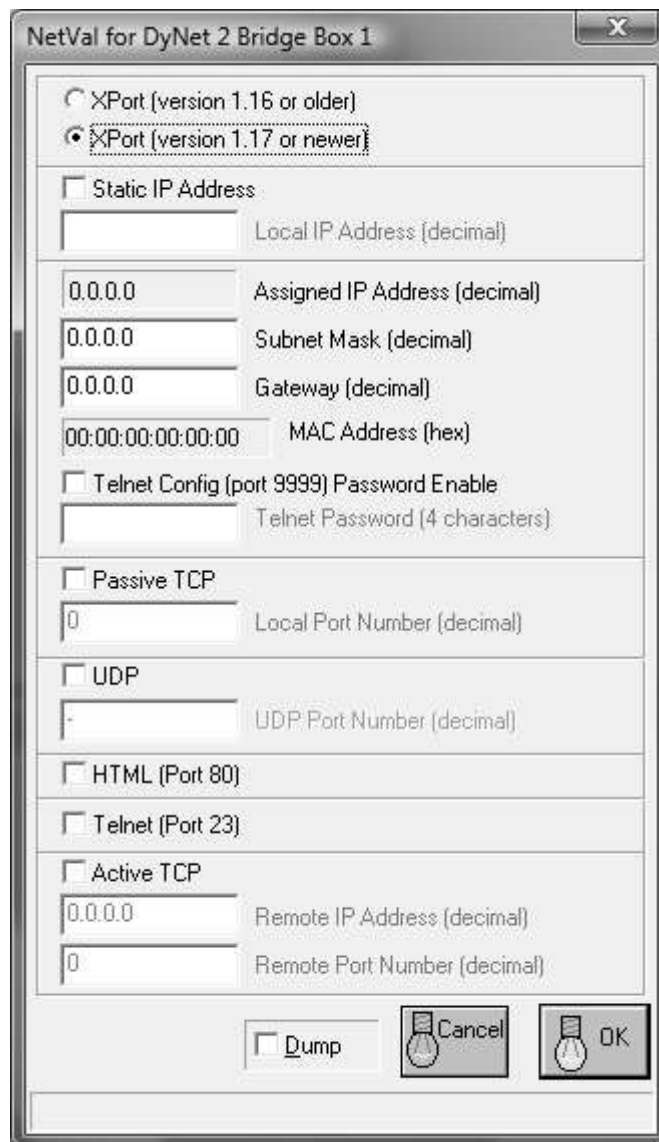 NetVal for DyNet 2 Bridge Box 1
x
XPort (version 1.16 or older)
XPort (version 1.17 or newer)
Static IP Address
Local IP Address (decimal)
0.0.0.0 Assigned IP Address (decimal)
0.0.0.0 Subnet Mask (decimal)
0.0.0.0 Gateway (decimal)
00:00:00:00:00:00 MAC Address (hex)
Telnet Config (port 9999) Password Enable
Telnet Password (4 characters)
Passive TCP
0 Local Port Number (decimal)
UDP
- UDP Port Number (decimal)
HTML (Port 80)
Telnet (Port 23)
Active TCP
0.0.0.0 Remote IP Address (decimal)
0 Remote Port Number (decimal)
Dump Cancel OK